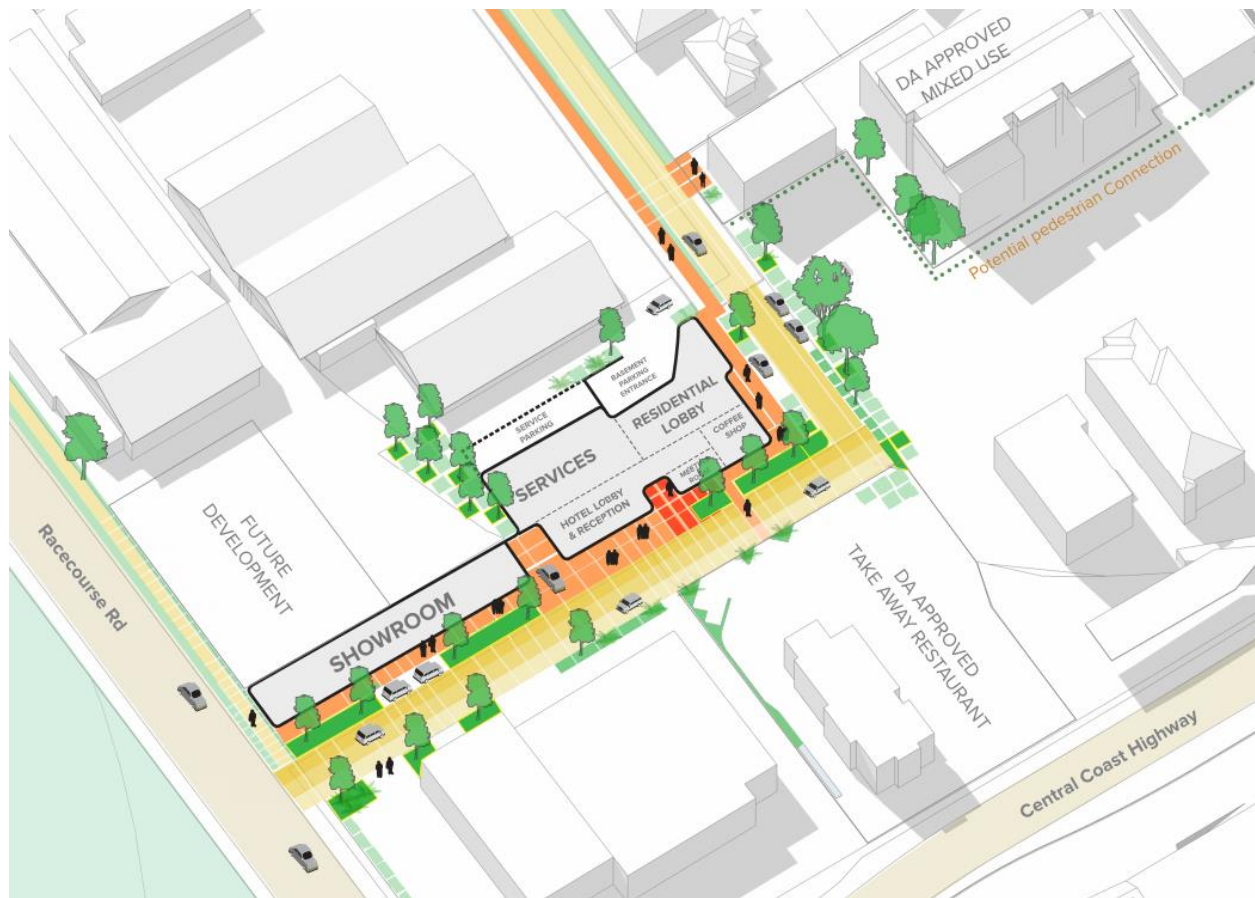 DA APPROVED
MIXED USE
Potential pedestrian Connection
BASEMENT
PARKING
ENTRANCE
RESIDENTIAL
LOBBY
SERVICE
PARKING
COFFEE
SHOP
SERVICES
HOTEL LOBBY
& RECEPTION
FUTURE
DEVELOPMENT
Racecourse Rd
SHOWROOM
DA APPROVED
TAKE AWAY RESTAURANT
Central Coast Highway